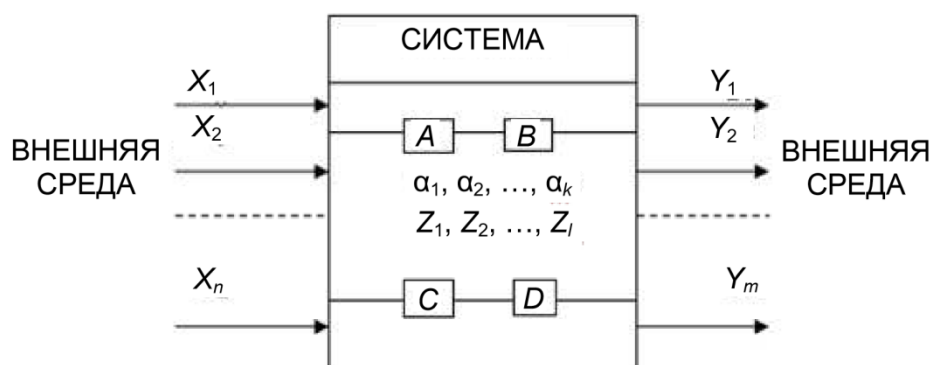 СИСТЕМА
X₁
Y₁
X₂
A
B
Y₂
ВНЕШНЯЯ
СРЕДА
α₁, α₂, …, αₖ
Z₁, Z₂, …, Zₗ
ВНЕШНЯЯ
СРЕДА
Xₙ
C
D
Yₘ